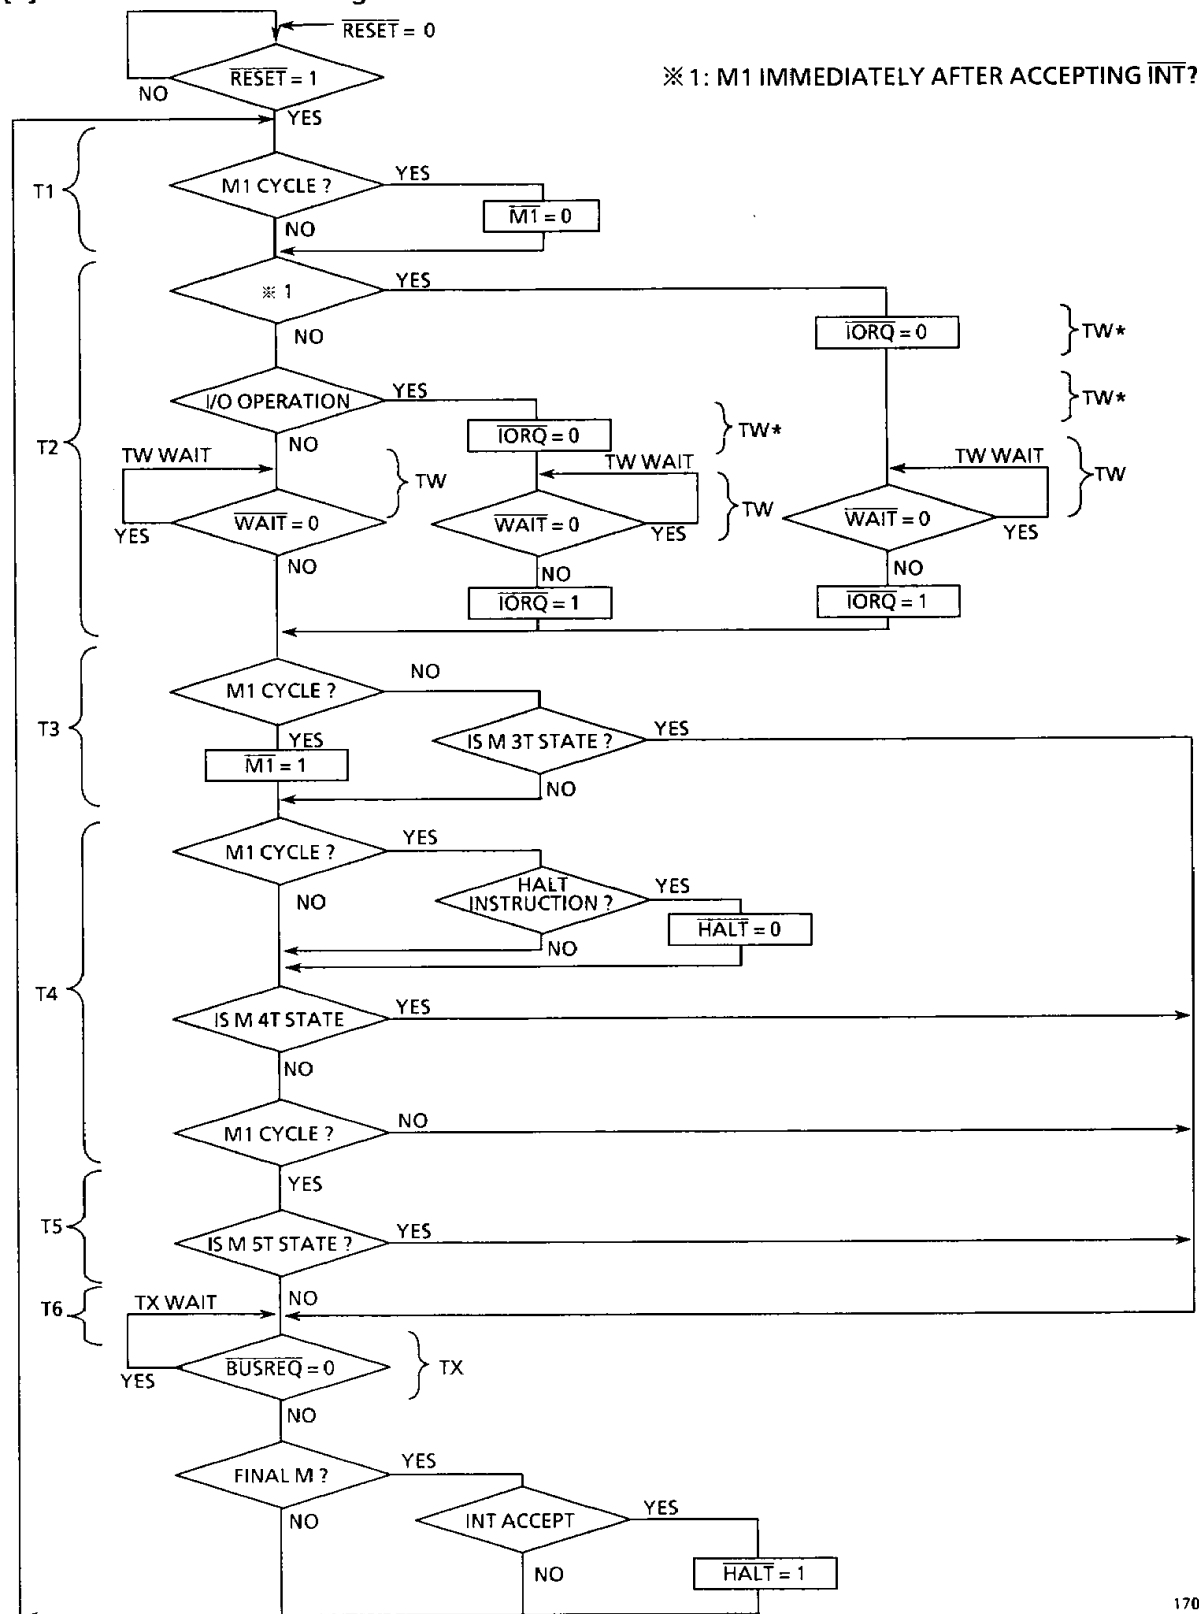 RESET = 0
RESET = 1
NO
YES
※1: M1 IMMEDIATELY AFTER ACCEPTING INT?
T1
M1 CYCLE ?
YES
M1 = 0
NO
T2
※ 1
YES
NO
IORQ = 0
TW*
TW*
I/O OPERATION
YES
IORQ = 0
TW*
NO
TW WAIT
TW
TW WAIT
TW
TW WAIT
TW
WAIT = 0
YES
NO
WAIT = 0
YES
NO
WAIT = 0
YES
NO
IORQ = 1
IORQ = 1
T3
M1 CYCLE ?
NO
YES
M1 = 1
IS M 3T STATE ?
YES
NO
T4
M1 CYCLE ?
YES
NO
HALT
INSTRUCTION ?
YES
NO
HALT = 0
IS M 4T STATE
YES
NO
M1 CYCLE ?
NO
YES
T5
IS M 5T STATE ?
YES
NO
T6
TX WAIT
BUSREQ = 0
YES
TX
NO
FINAL M ?
YES
NO
INT ACCEPT
YES
NO
HALT = 1
170